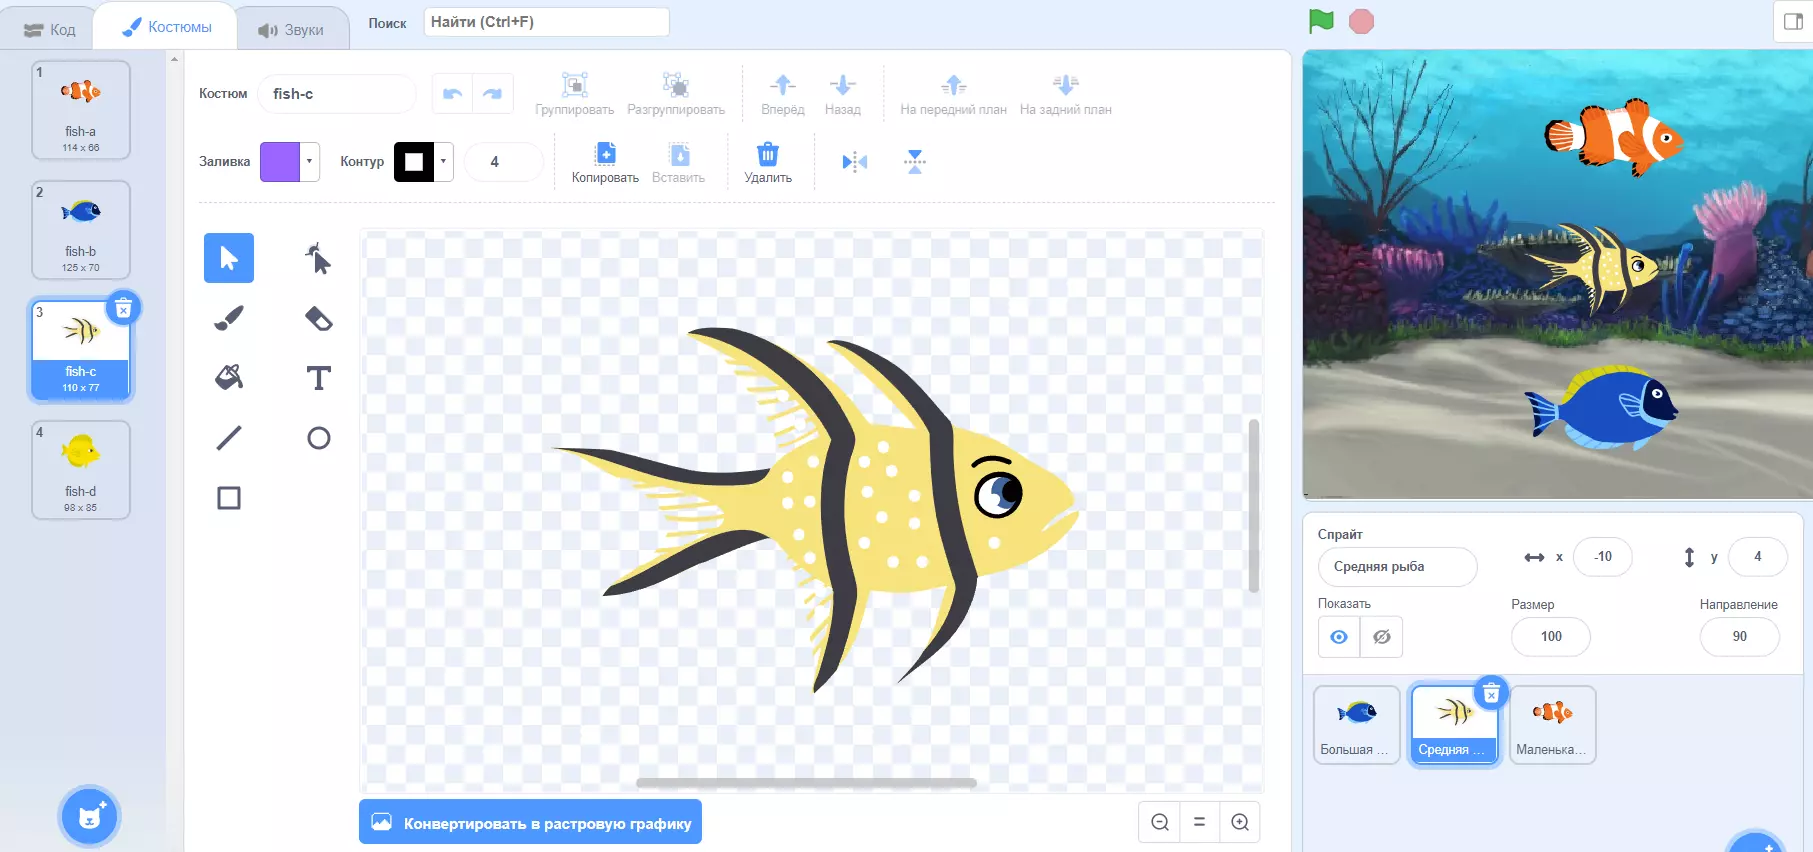 Код
Костюмы
Звуки
Поиск
Найти (Ctrl+F)
1
fish-a
114 x 66
2
fish-b
125 x 70
3
fish-c
110 x 77
4
fish-d
98 x 85
Костюм
fish-c
Группировать
Разгруппировать
Вперёд
Назад
На передний план
На задний план
Заливка
Контур
4
Копировать
Вставить
Удалить
Конвертировать в растровую графику
Спрайт
Средняя рыба
x
-10
y
4
Показать
Размер
100
Направление
90
Большая ...
Средняя ...
Маленька...